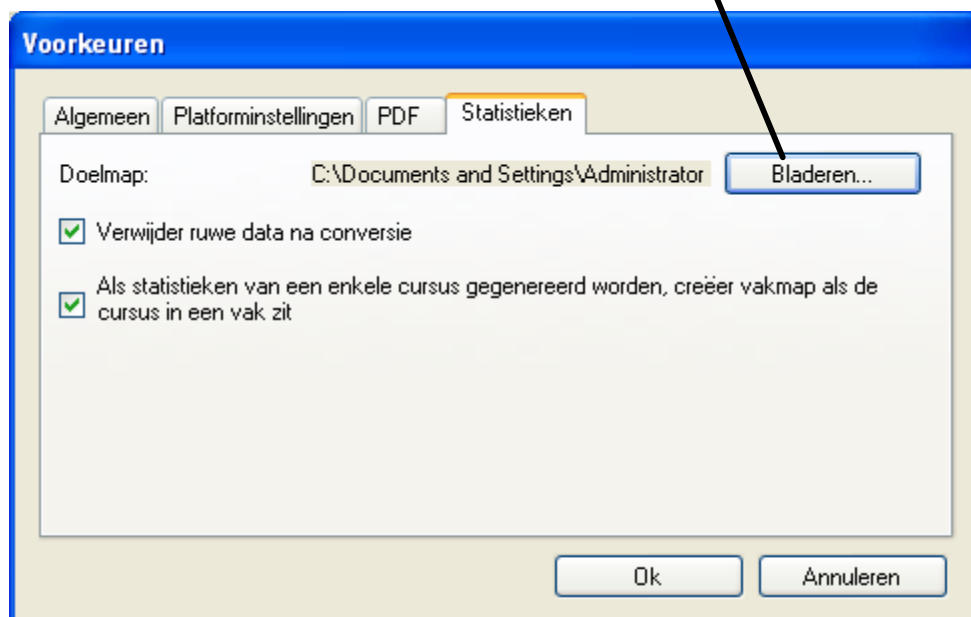 Voorkeuren
Algemeen Platforminstellingen PDF Statistieken
Doelmap: C:\Documents and Settings\Administrator Bladeren...
Verwijder ruwe data na conversie
Als statistieken van een enkele cursus gegenereerd worden, creëer vakmap als de
cursus in een vak zit
Ok Annuleren